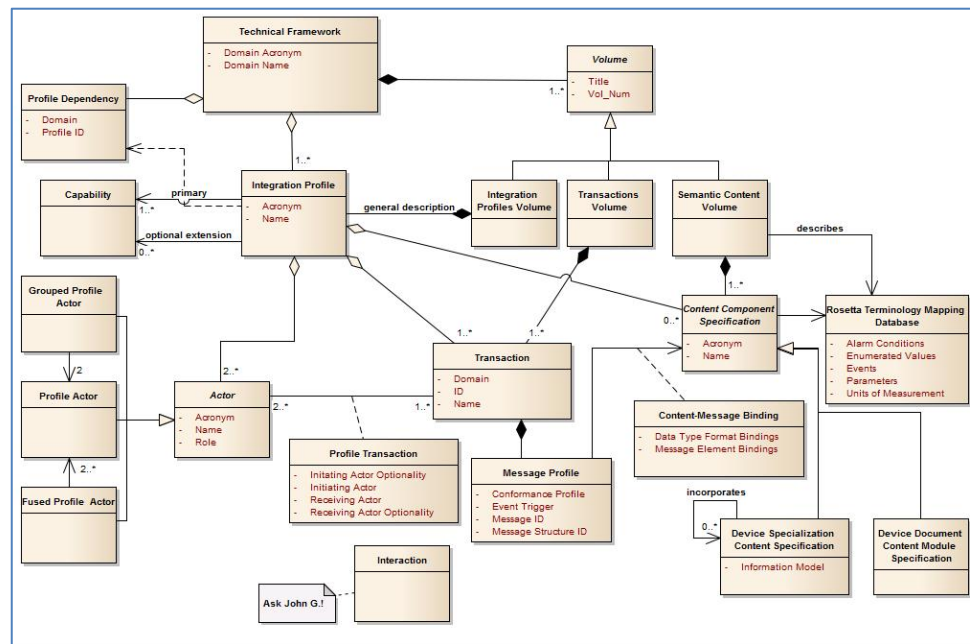 Technical Framework
- Domain Acronym
- Domain Name
Volume
- Title
- Vol_Num
1..*
Profile Dependency
- Domain
- Profile ID
1..*
Integration Profile
- Acronym
- Name
Capability
primary
1..*
optional extension
0..*
general description
Integration
Profiles Volume
Transactions
Volume
Semantic Content
Volume
describes
1..*
Grouped Profile
Actor
2
Profile Actor
2..*
Fused Profile Actor
2..*
Actor
- Acronym
- Name
- Role
2..*
1..*
1..*
1..*
Transaction
- Domain
- ID
- Name
0..*
Content Component
Specification
- Acronym
- Name
Rosetta Terminology Mapping
Database
- Alarm Conditions
- Enumerated Values
- Events
- Parameters
- Units of Measurement
Profile Transaction
- Initating Actor Optionality
- Initiating Actor
- Receiving Actor
- Receiving Actor Optionality
Message Profile
- Conformance Profile
- Event Trigger
- Message ID
- Message Structure ID
Content-Message Binding
- Data Type Format Bindings
- Message Element Bindings
incorporates
0..*
Device Specialization
Content Specification
- Information Model
Device Document
Content Module
Specification
Interaction
Ask John G.!